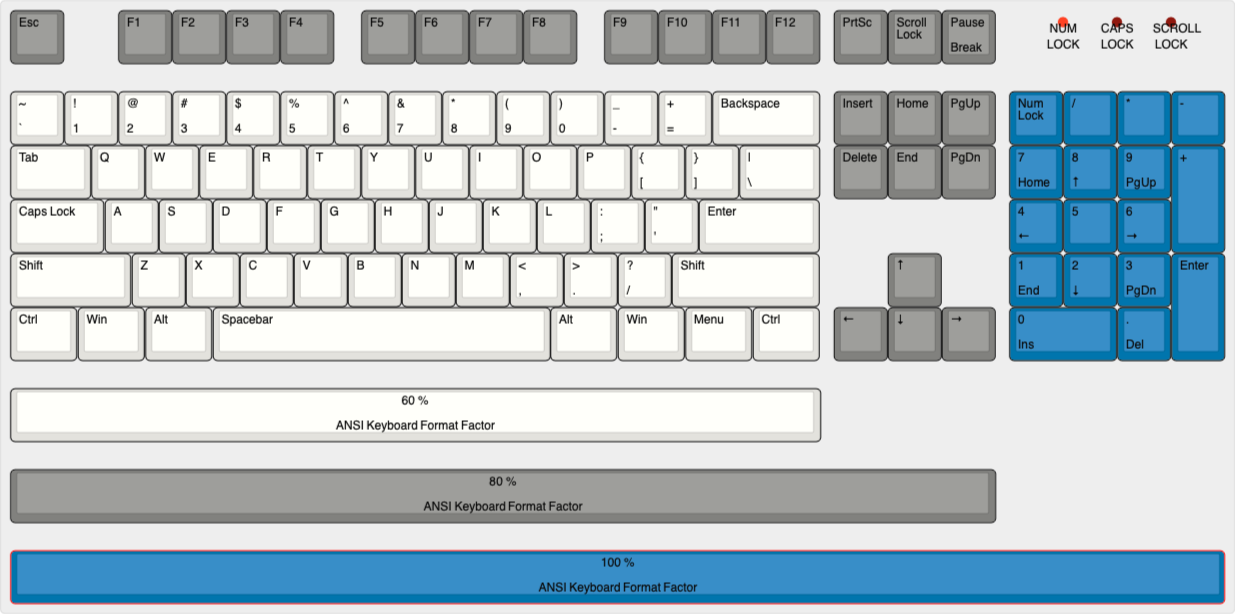 Esc F1 F2 F3 F4 F5 F6 F7 F8 F9 F10 F11 F12 PrtSc Scroll Lock Pause Break NUM LOCK CAPS LOCK SCROLL LOCK
~ ` ! 1 @ 2 # 3 $ 4 % 5 ^ 6 & 7 * 8 ( 9 ) 0 _ - + = Backspace Insert Home PgUp Num Lock / * -
Tab Q W E R T Y U I O P { [ } ] | \ Delete End PgDn 7 Home 8 ↑ 9 PgUp +
Caps Lock A S D F G H J K L : ; " ' Enter 4 ← 5 6 →
Shift Z X C V B N M < , > . ? / Shift ↑ 1 End 2 ↓ 3 PgDn Enter
Ctrl Win Alt Spacebar Alt Win Menu Ctrl ← ↓ → 0 Ins . Del
60 %
ANSI Keyboard Format Factor
80 %
ANSI Keyboard Format Factor
100 %
ANSI Keyboard Format Factor